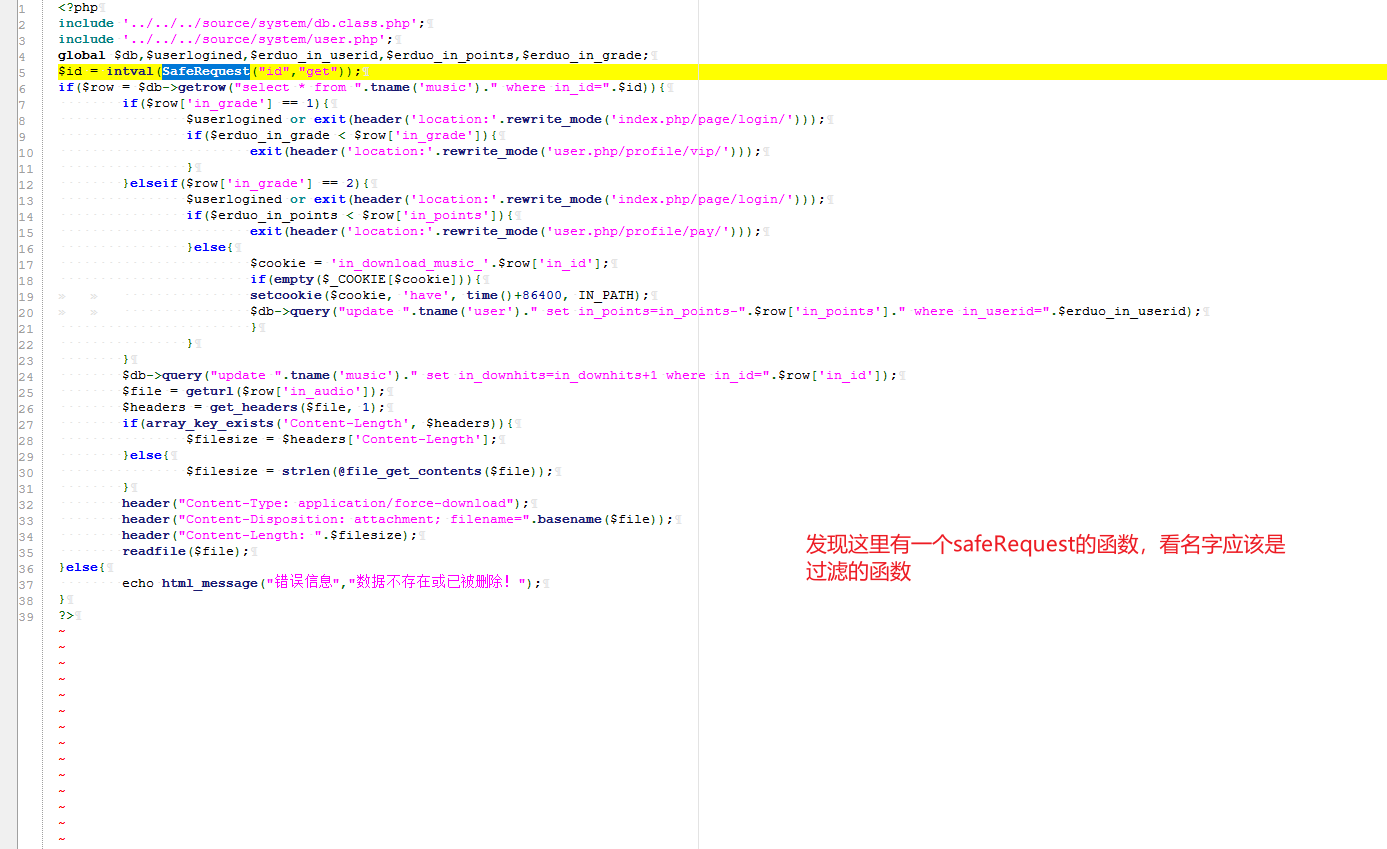 1 <?php
2 include '../../../source/system/db.class.php';
3 include '../../../source/system/user.php';
4 global $db,$userlogined,$erduo_in_userid,$erduo_in_points,$erduo_in_grade;
5 $id = intval(SafeRequest("id","get"));
6 if($row = $db->getrow("select * from ".tname('music')." where in_id=".$id)){
7 if($row['in_grade'] == 1){
8 $userlogined or exit(header('location:'.rewrite_mode('index.php/page/login/')));
9 if($erduo_in_grade < $row['in_grade']){
10 exit(header('location:'.rewrite_mode('user.php/profile/vip/')));
11 }
12 }elseif($row['in_grade'] == 2){
13 $userlogined or exit(header('location:'.rewrite_mode('index.php/page/login/')));
14 if($erduo_in_points < $row['in_points']){
15 exit(header('location:'.rewrite_mode('user.php/profile/pay/')));
16 }else{
17 $cookie = 'in_download_music_'.$row['in_id'];
18 if(empty($_COOKIE[$cookie])){
19 setcookie($cookie, 'have', time()+86400, IN_PATH);
20 $db->query("update ".tname('user')." set in_points=in_points-".$row['in_points']." where in_userid=".$erduo_in_userid);
21 }
22 }
23 }
24 $db->query("update ".tname('music')." set in_downhits=in_downhits+1 where in_id=".$row['in_id']);
25 $file = geturl($row['in_audio']);
26 $headers = get_headers($file, 1);
27 if(array_key_exists('Content-Length', $headers)){
28 $filesize = $headers['Content-Length'];
29 }else{
30 $filesize = strlen(@file_get_contents($file));
31 }
32 header("Content-Type: application/force-download");
33 header("Content-Disposition: attachment; filename=".basename($file));
34 header("Content-Length: ".$filesize);
35 readfile($file);
36 }else{
37 echo html_message("错误信息","数据不存在或已被删除！");
38 }
39 ?>
~
~
~
~
~
~
~
~
~
~
~
~
~
~
发现这里有一个safeRequest的函数，看名字应该是
过滤的函数